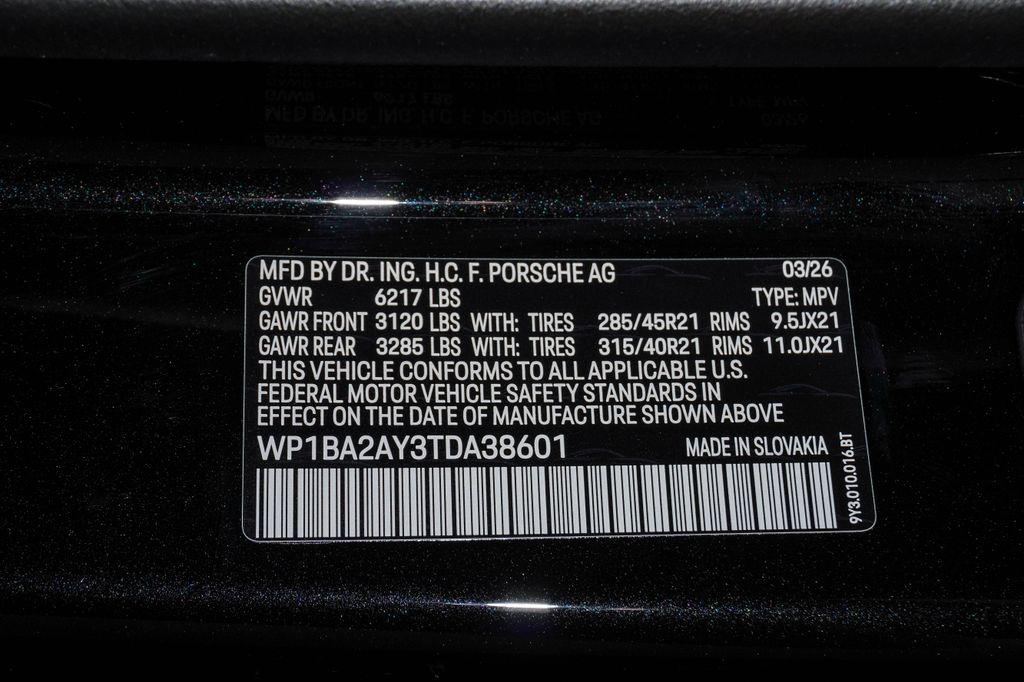 MFD BY DR. ING. H.C. F. PORSCHE AG 03/26
GVWR 6217 LBS TYPE: MPV
GAWR FRONT 3120 LBS WITH: TIRES 285/45R21 RIMS 9.5JX21
GAWR REAR 3285 LBS WITH: TIRES 315/40R21 RIMS 11.0JX21
THIS VEHICLE CONFORMS TO ALL APPLICABLE U.S.
FEDERAL MOTOR VEHICLE SAFETY STANDARDS IN
EFFECT ON THE DATE OF MANUFACTURE SHOWN ABOVE
WP1BA2AY3TDA38601 MADE IN SLOVAKIA
9Y3.010.016.BT